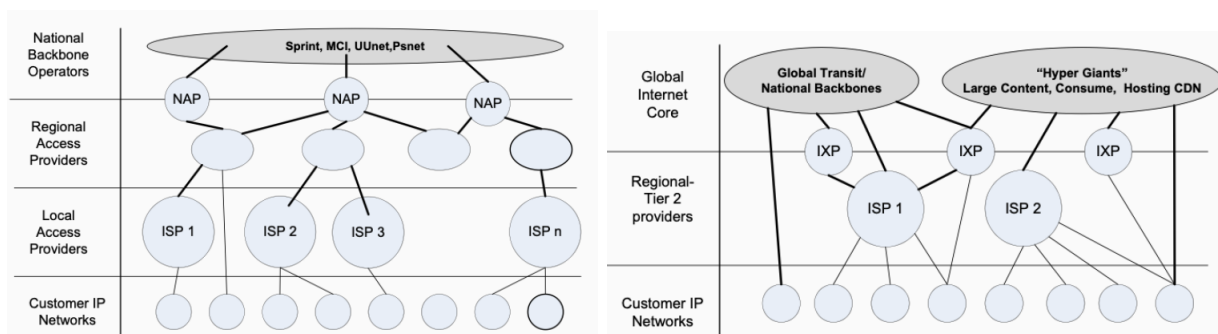 National
Backbone
Operators
Sprint, MCI, UUnet,Psnet
NAP
NAP
NAP
Regional
Access
Providers
Local
Access
Providers
ISP 1
ISP 2
ISP 3
ISP n
Customer IP
Networks
Global
Internet
Core
Global Transit/
National Backbones
“Hyper Giants”
Large Content, Consume, Hosting CDN
IXP
IXP
IXP
Regional-
Tier 2
providers
ISP 1
ISP 2
Customer IP
Networks